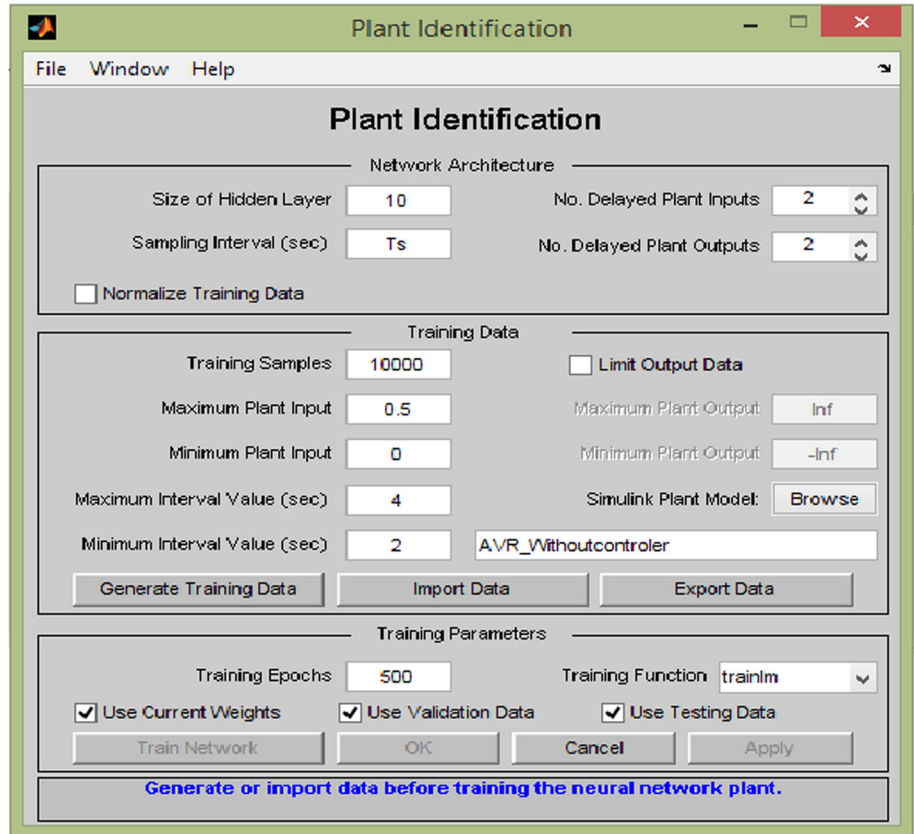 Plant Identification
File Window Help
Plant Identification
Network Architecture
Size of Hidden Layer 10 No. Delayed Plant Inputs 2
Sampling Interval (sec) Ts No. Delayed Plant Outputs 2
Normalize Training Data
Training Data
Training Samples 10000 Limit Output Data
Maximum Plant Input 0.5 Maximum Plant Output Inf
Minimum Plant Input 0 Minimum Plant Output -Inf
Maximum Interval Value (sec) 4 Simulink Plant Model: Browse
Minimum Interval Value (sec) 2 AVR_Withoutcontroler
Generate Training Data Import Data Export Data
Training Parameters
Training Epochs 500 Training Function trainlm
Use Current Weights Use Validation Data Use Testing Data
Train Network OK Cancel Apply
Generate or import data before training the neural network plant.